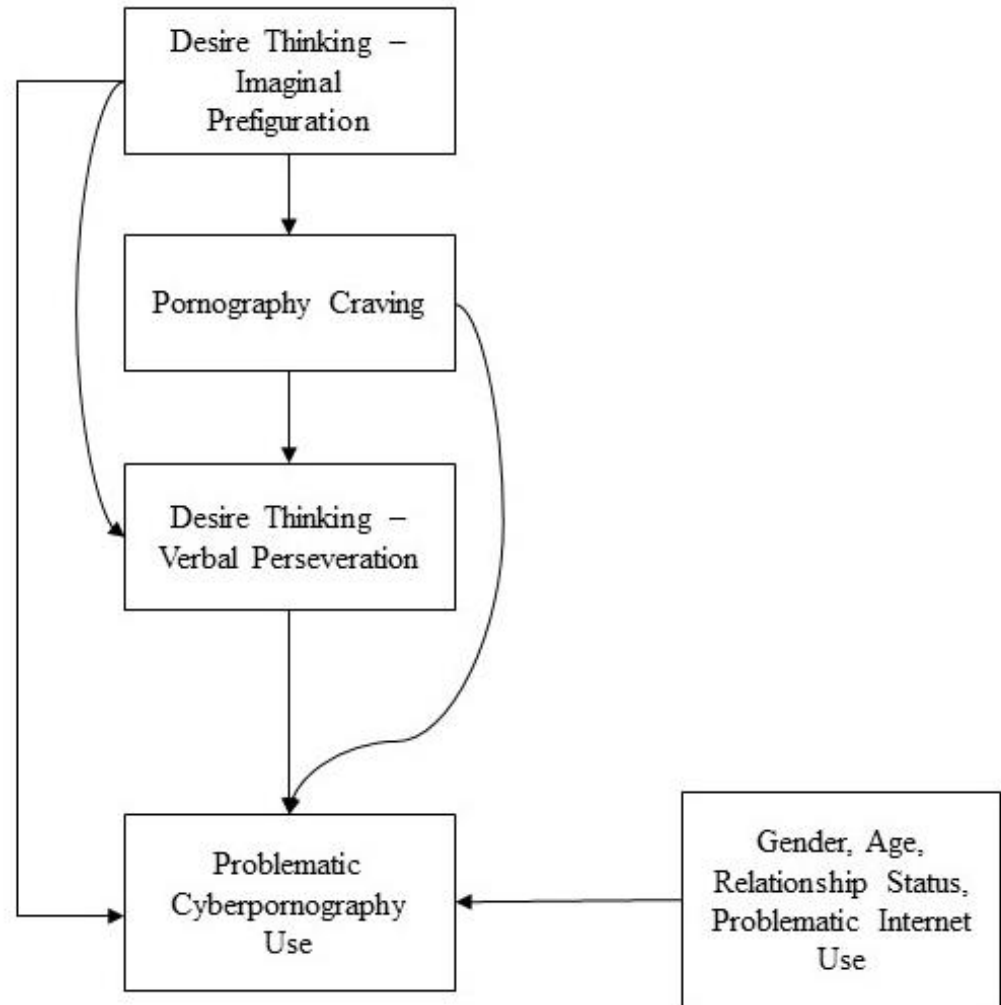 Desire Thinking –
Imaginal
Prefiguration
Pornography Craving
Desire Thinking –
Verbal Perseveration
Problematic
Cyberpornography
Use
Gender, Age,
Relationship Status,
Problematic Internet
Use